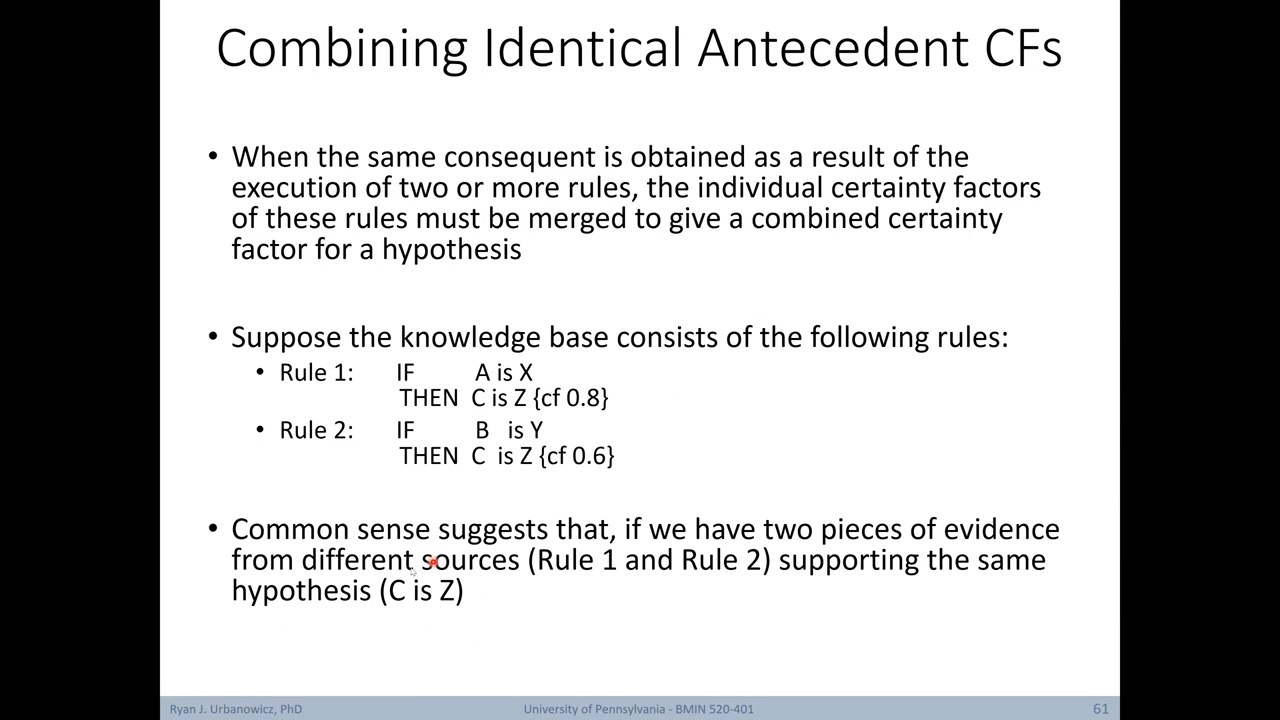 Combining Identical Antecedent CFs
• When the same consequent is obtained as a result of the
execution of two or more rules, the individual certainty factors
of these rules must be merged to give a combined certainty
factor for a hypothesis
• Suppose the knowledge base consists of the following rules:
• Rule 1: IF A is X
THEN C is Z {cf 0.8}
• Rule 2: IF B is Y
THEN C is Z {cf 0.6}
• Common sense suggests that, if we have two pieces of evidence
from different sources (Rule 1 and Rule 2) supporting the same
hypothesis (C is Z)
Ryan J. Urbanowicz, PhD University of Pennsylvania - BMIN 520-401 61